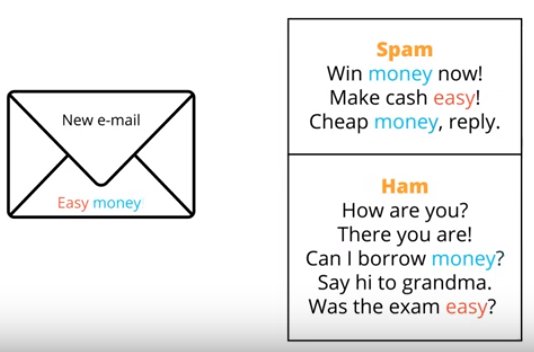 New e-mail
Easy money
Spam
Win money now!
Make cash easy!
Cheap money, reply.
Ham
How are you?
There you are!
Can I borrow money?
Say hi to grandma.
Was the exam easy?